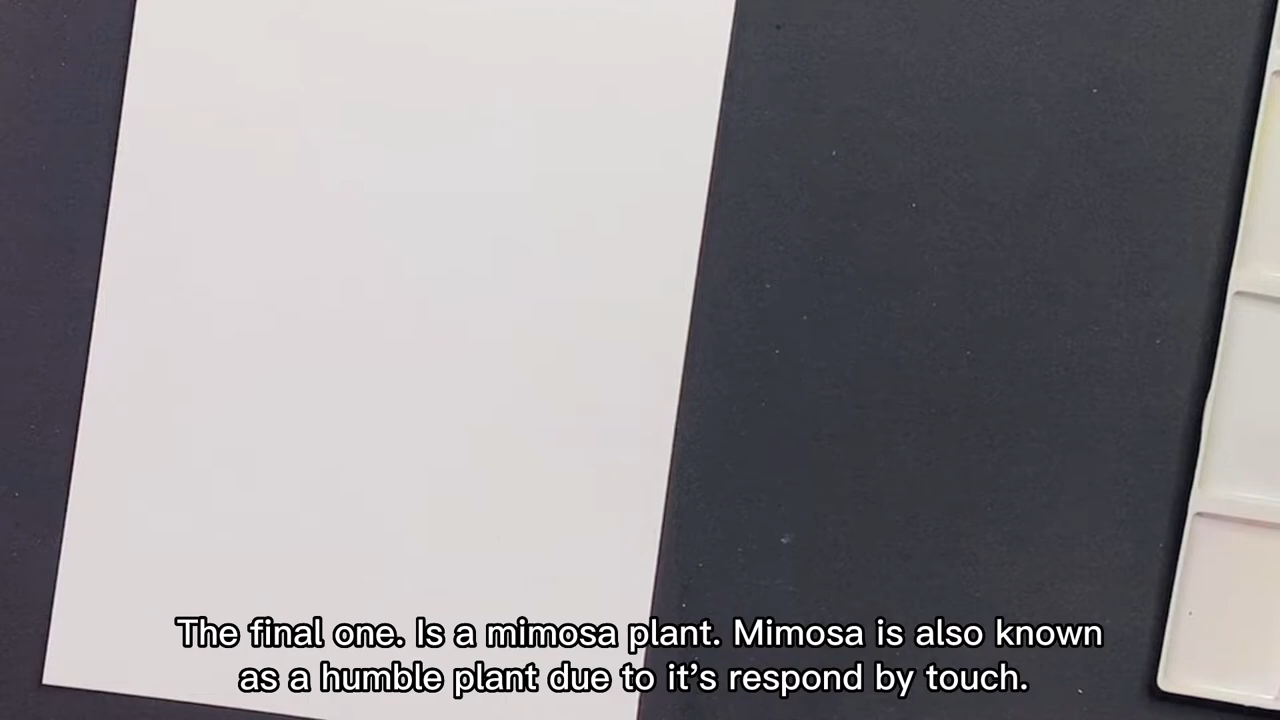 The final one. Is a mimosa plant. Mimosa is also known
as a humble plant due to it's respond by touch.